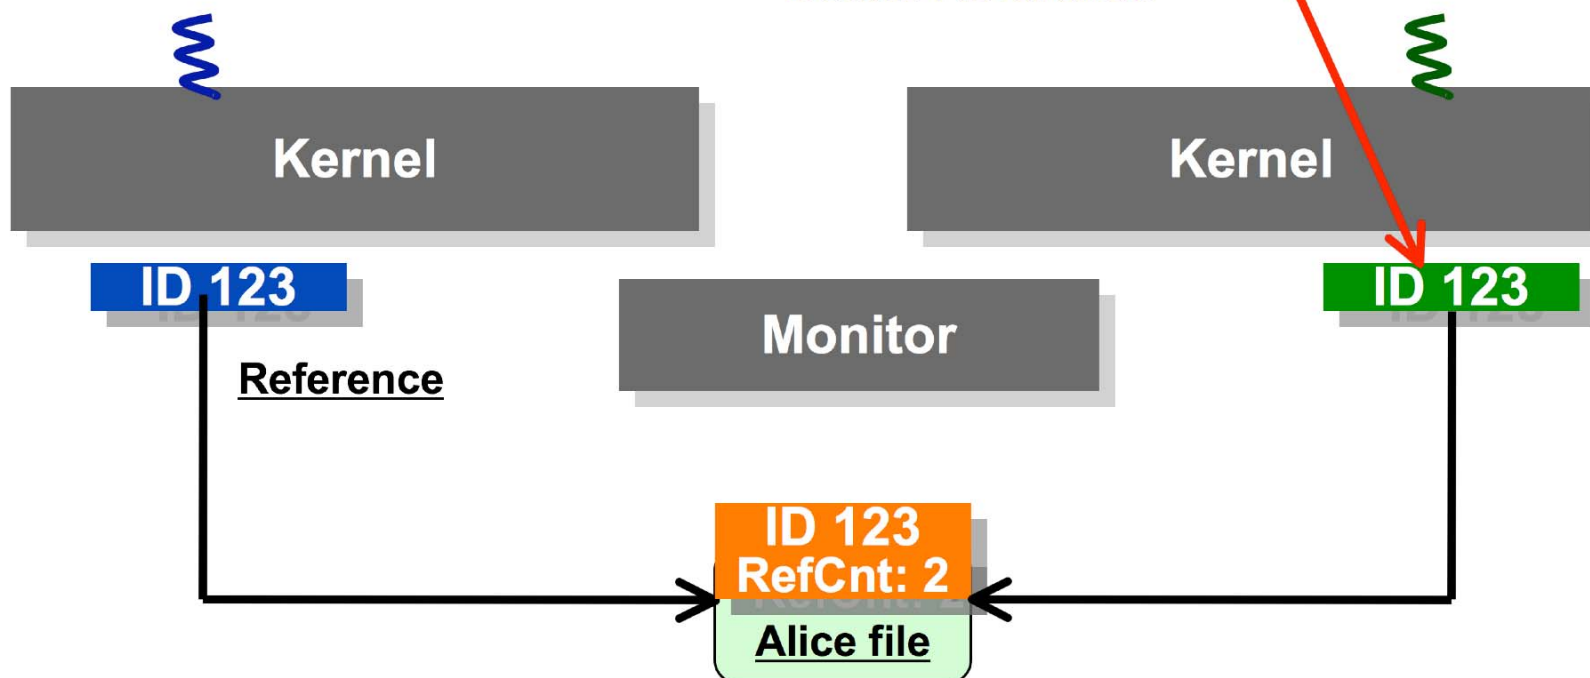 Kernel
Kernel
ID 123
ID 123
Monitor
Reference
ID 123
RefCnt: 2
Alice file